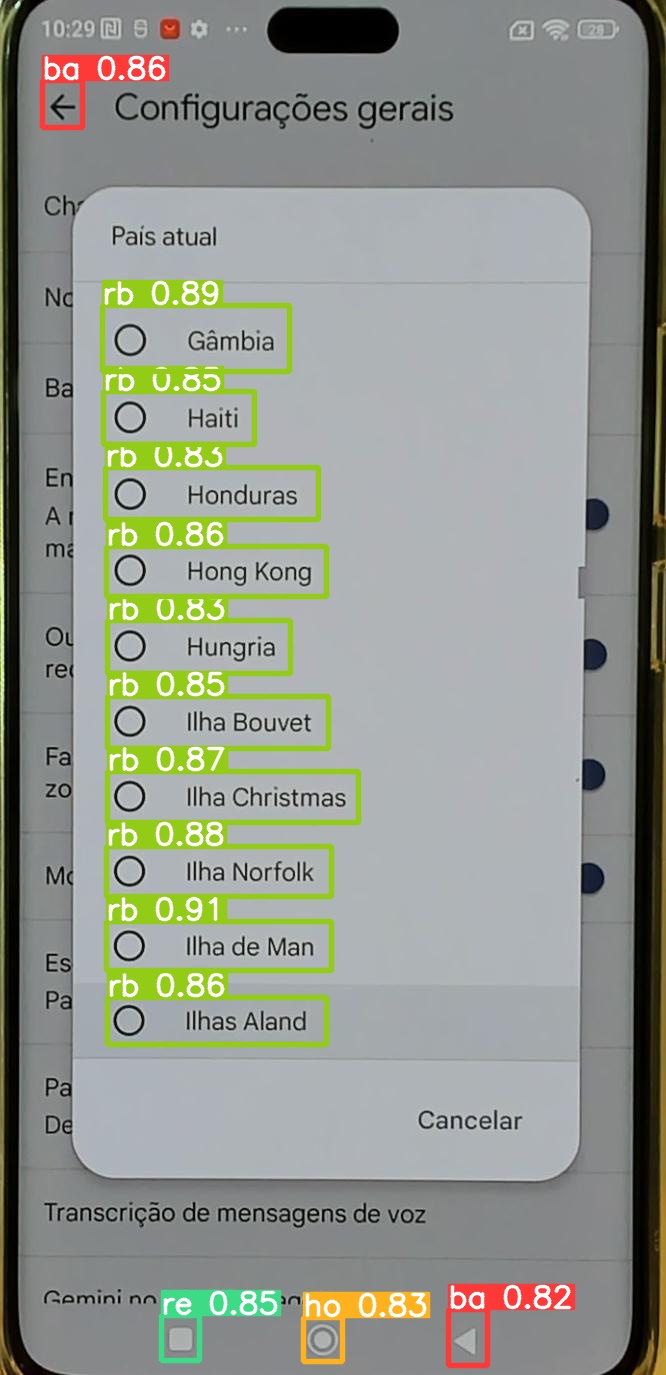 10:29 28
ba 0.86
Configurações gerais
Ch
País atual
rb 0.89
No
Gâmbia
rb 0.85
Ba
Haiti
rb 0.83
En
Honduras
A
rb 0.86
ma
Hong Kong
rb 0.83
Ou
Hungria
rec
rb 0.85
Ilha Bouvet
Fa
rb 0.87
zo
Ilha Christmas
rb 0.88
Mo
Ilha Norfolk
rb 0.91
Es
Ilha de Man
Pa
rb 0.86
Ilhas Aland
Pa
De
Cancelar
Transcrição de mensagens de voz
Gemini no
re 0.85 ho 0.83 ba 0.82